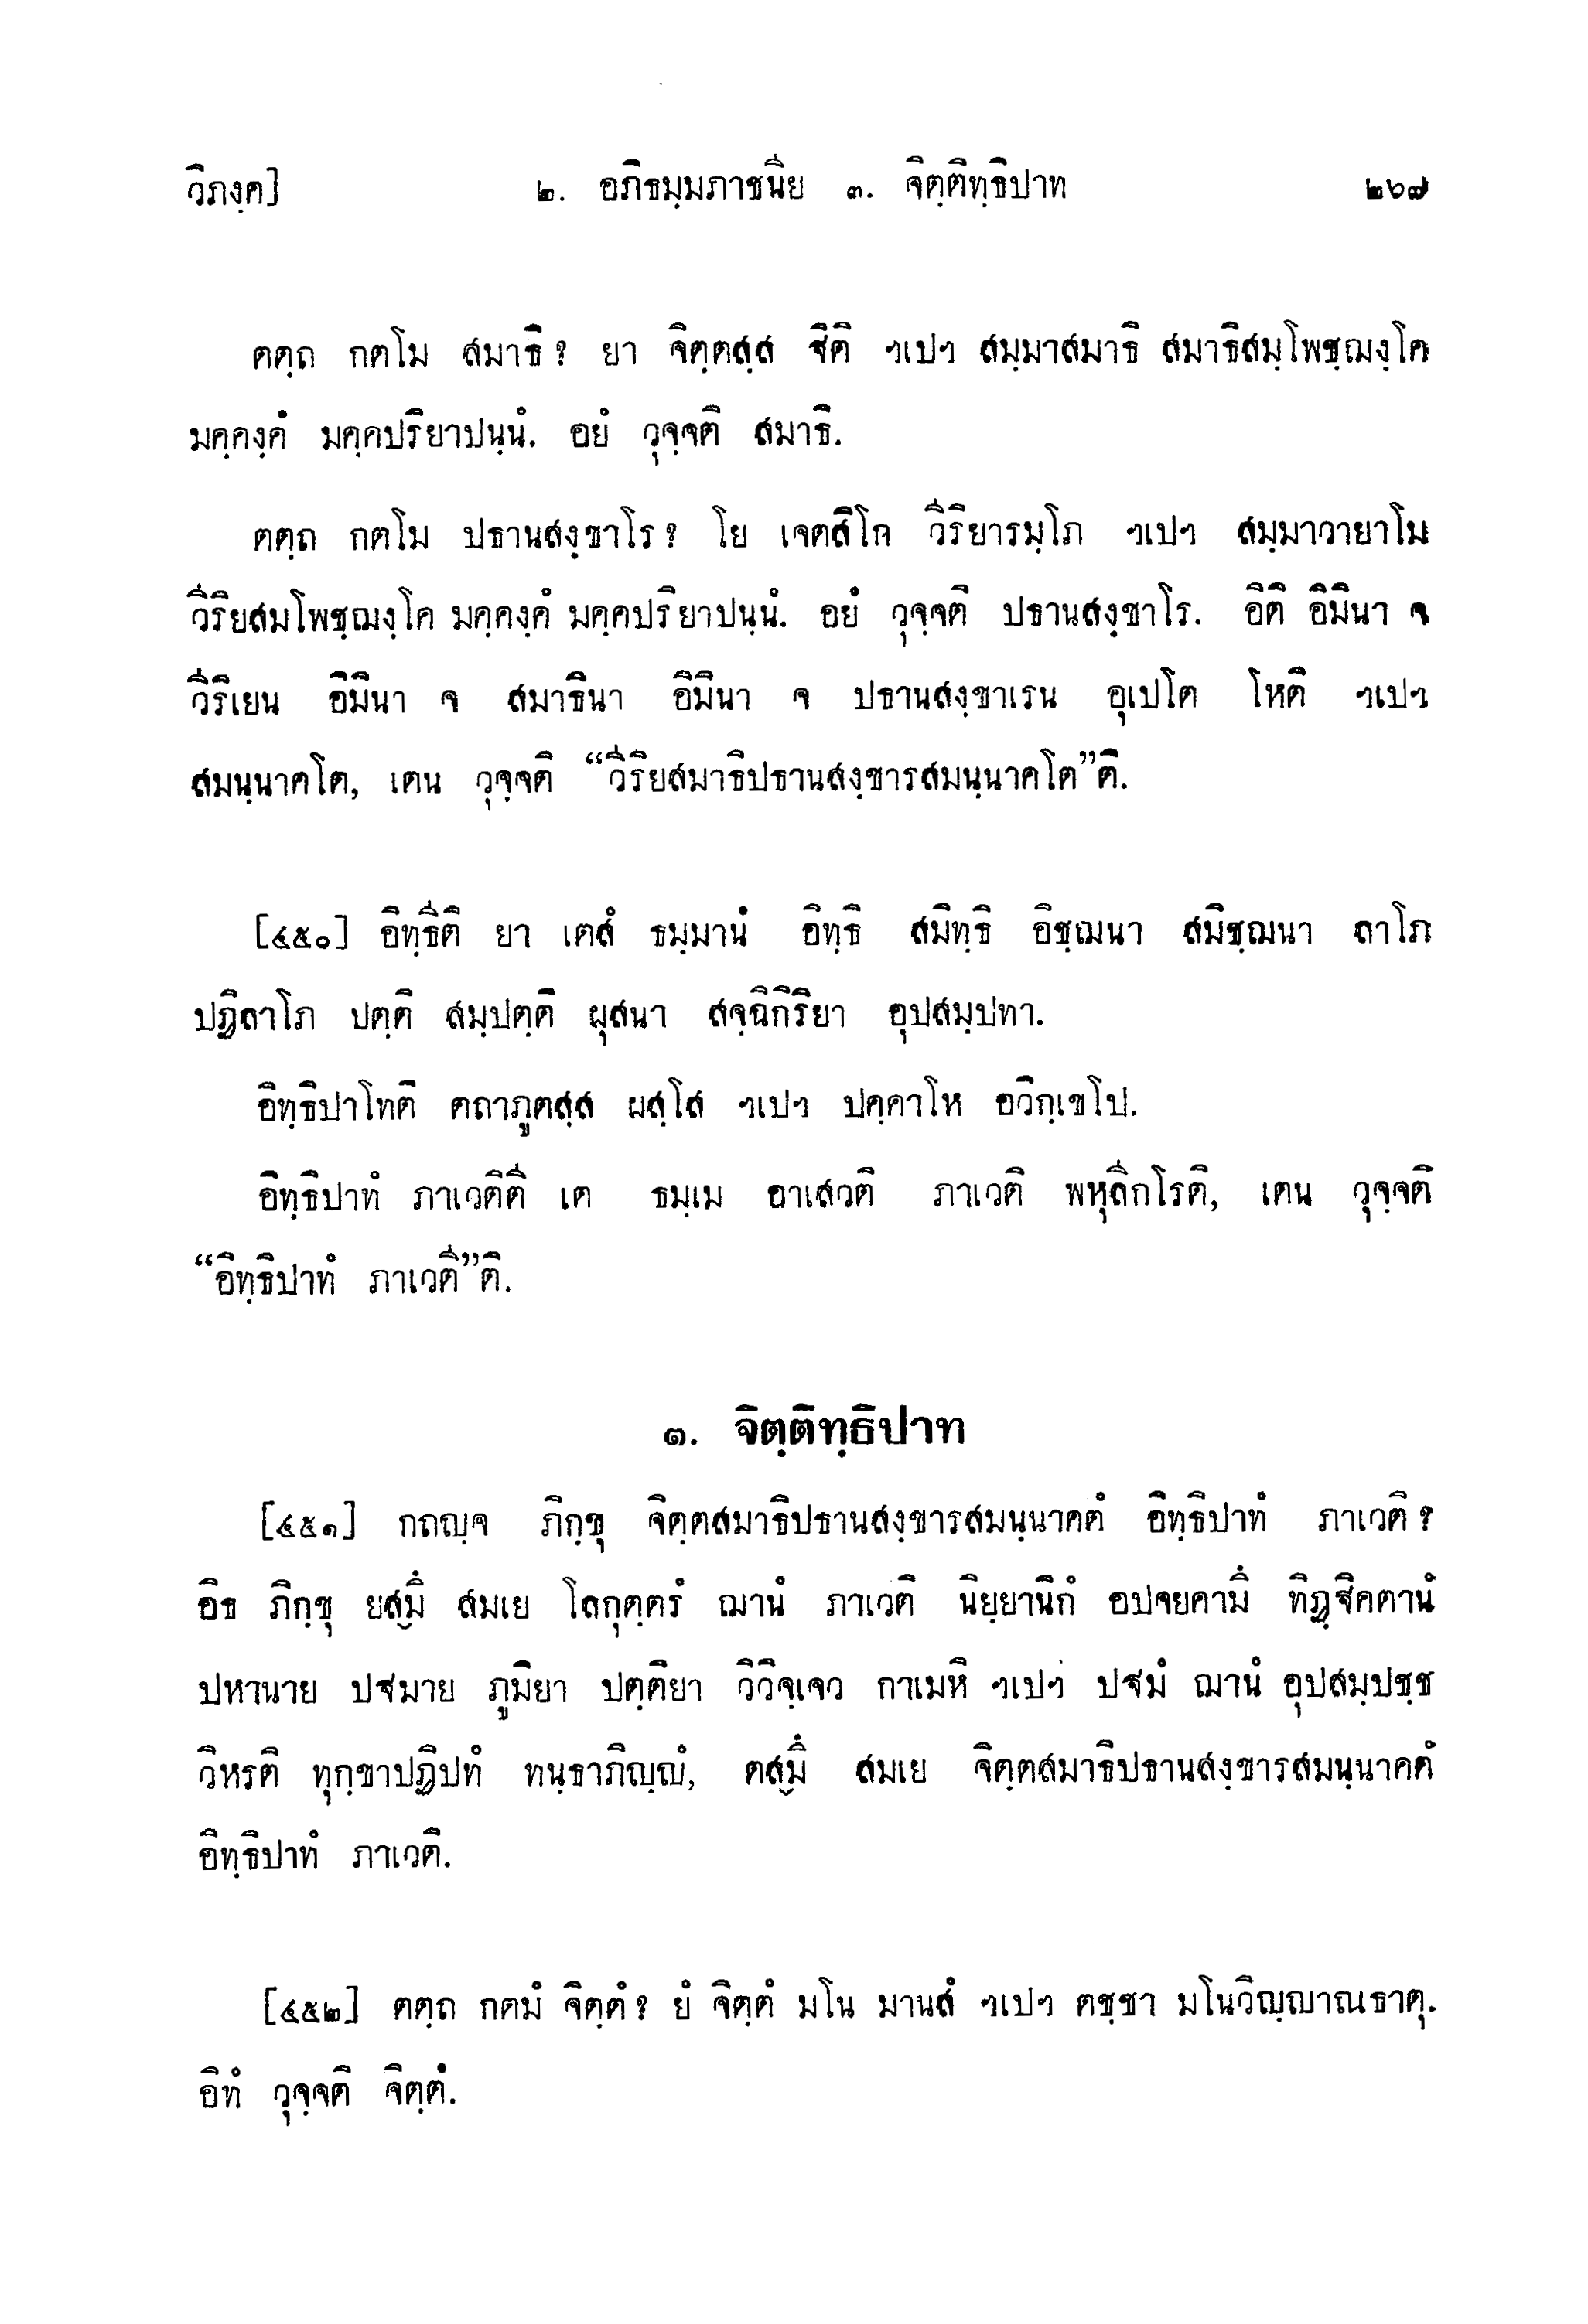 วิภงฺค]	๒. อภิธมฺมภาชนีย ๓. จิตฺติทฺธิปาท	๒๖๗
ตตฺถ กตโม สมาธิ? ยา จิตฺตสฺส ฐิติ ฯเปฯ สมฺมาสมาธิ สมาธิสมฺโพชฺฌงฺโค
มคฺคงฺคํ มคฺคปริยาปนฺนํ. อยํ วุจฺจติ สมาธิ.
ตตฺถ กตโม ปธานสงฺขาโร? โย เจตสิโก วีริยารมฺโภ ฯเปฯ สมฺมาวายาโม
วีริยสมโพชฺฌงฺโค มคฺคงฺคํ มคฺคปริยาปนฺนํ. อยํ วุจฺจติ ปธานสงฺขาโร. อิติ อิมินา จ
วีริเยน อิมินา จ สมาธินา อิมินา จ ปธานสงฺขาเรน อุเปโต โหติ ฯเปฯ
สมนฺนาคโต, เตน วุจฺจติ “วีริยสมาธิปธานสงฺขารสมนฺนาคโต”ติ.
[๔๕๐] อิทฺธีติ ยา เตสํ ธมฺมานํ อิทฺธิ สมิทฺธิ อิชฺฌนา สมิชฺฌนา ลาโภ
ปฏิลาโภ ปตฺติ สมฺปตฺติ ผุสนา สจฺฉิกิริยา อุปสมฺปทา.
อิทฺธิปาโทติ ตถาภูตสฺส ผสฺโส ฯเปฯ ปคฺคาโห อวิกฺเขโป.
อิทฺธิปาทํ ภาเวตีติ เต ธมฺเม อาเสวติ ภาเวติ พหุลีกโรติ, เตน วุจฺจติ
“อิทฺธิปาทํ ภาเวตี”ติ.
๓. จิตฺติทฺธิปาท
[๔๕๑] กถญฺจ ภิกฺขุ จิตฺตสมาธิปธานสงฺขารสมนฺนาคตํ อิทฺธิปาทํ ภาเวติ?
อิธ ภิกฺขุ ยสฺมึ สมเย โลกุตฺตรํ ฌานํ ภาเวติ นิยฺยานิกํ อปจยคามึ ทิฏฺฐิคตานํ
ปหานาย ปฐมาย ภูมิยา ปตฺติยา วิวิจฺเจว กาเมหิ ฯเปฯ ปฐมํ ฌานํ อุปสมฺปชฺช
วิหรติ ทุกฺขาปฏิปทํ ทนฺธาภิญฺญํ, ตสฺมึ สมเย จิตฺตสมาธิปธานสงฺขารสมนฺนาคตํ
อิทฺธิปาทํ ภาเวติ.
[๔๕๒] ตตฺถ กตมํ จิตฺตํ? ยํ จิตฺตํ มโน มานสํ ฯเปฯ ตชฺชา มโนวิญฺญาณธาตุ.
อิทํ วุจฺจติ จิตฺตํ.